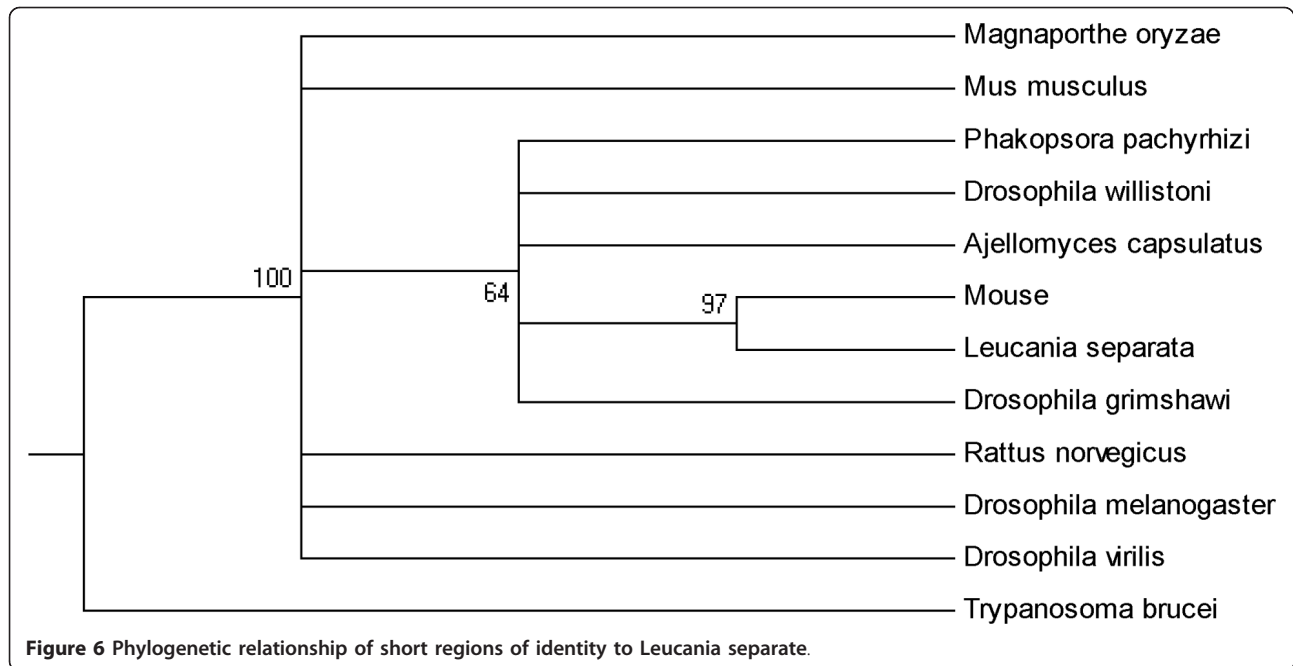 Magnaporthe oryzae
Mus musculus
Phakopsora pachyrhizi
Drosophila willistoni
Ajellomyces capsulatus
100
64
97
Mouse
Leucania separata
Drosophila grimshawi
Rattus norvegicus
Drosophila melanogaster
Drosophila virilis
Trypanosoma brucei
Figure 6 Phylogenetic relationship of short regions of identity to Leucania separate.